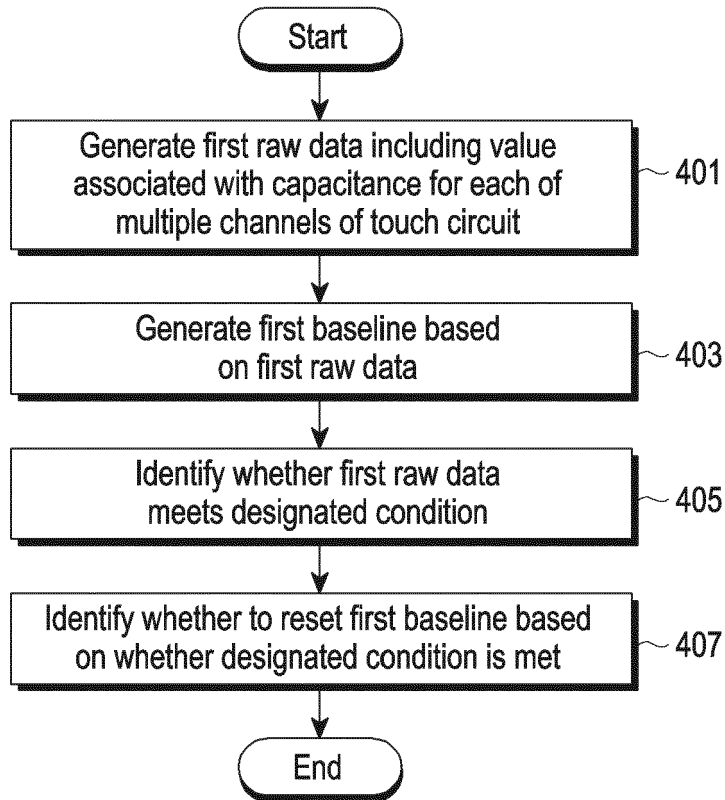 Start
Generate first raw data including value
associated with capacitance for each of
multiple channels of touch circuit
401
Generate first baseline based
on first raw data
403
Identify whether first raw data
meets designated condition
405
Identify whether to reset first baseline based
on whether designated condition is met
407
End